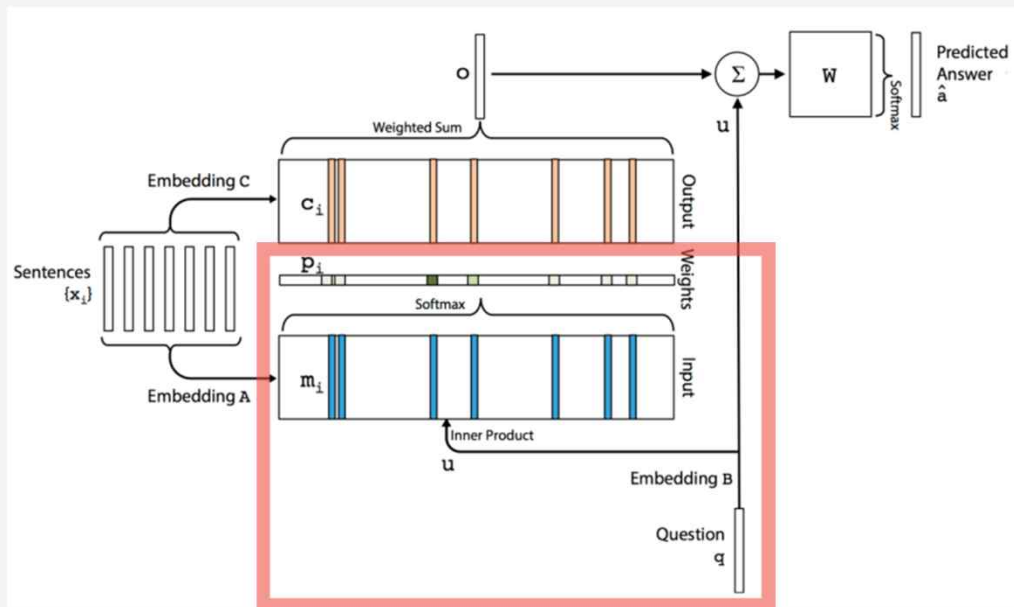 o
Σ
W
Softmax
Predicted
Answer
â
u
Weighted Sum
Embedding C
cᵢ
Output
Sentences
{xᵢ}
pᵢ
Weights
Softmax
mᵢ
Input
Embedding A
Inner Product
u
Embedding B
Question
q